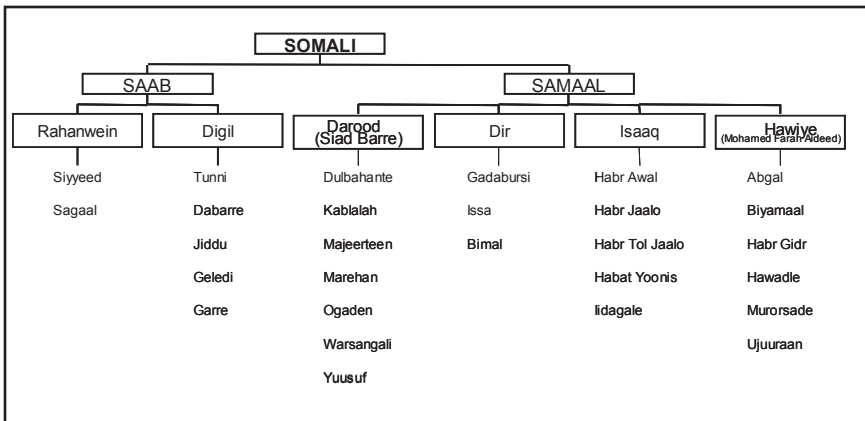 SOMALI
SAAB
SAMAAL
Rahanwein
Digil
Darood
(Siad Barre)
Dir
Isaaq
Hawiye
(Mohamed Farah Aideed)
Siyyeed
Sagaal
Tunni
Dabarre
Jiddu
Geledi
Garre
Dulbahante
Kablalah
Majeerteen
Marehan
Ogaden
Warsangali
Yuusuf
Gadabursi
Issa
Bimal
Habr Awal
Habr Jaalo
Habr Tol Jaalo
Habat Yoonis
Iidagale
Abgal
Biyamaal
Habr Gidr
Hawadle
Murorsade
Ujuuraan